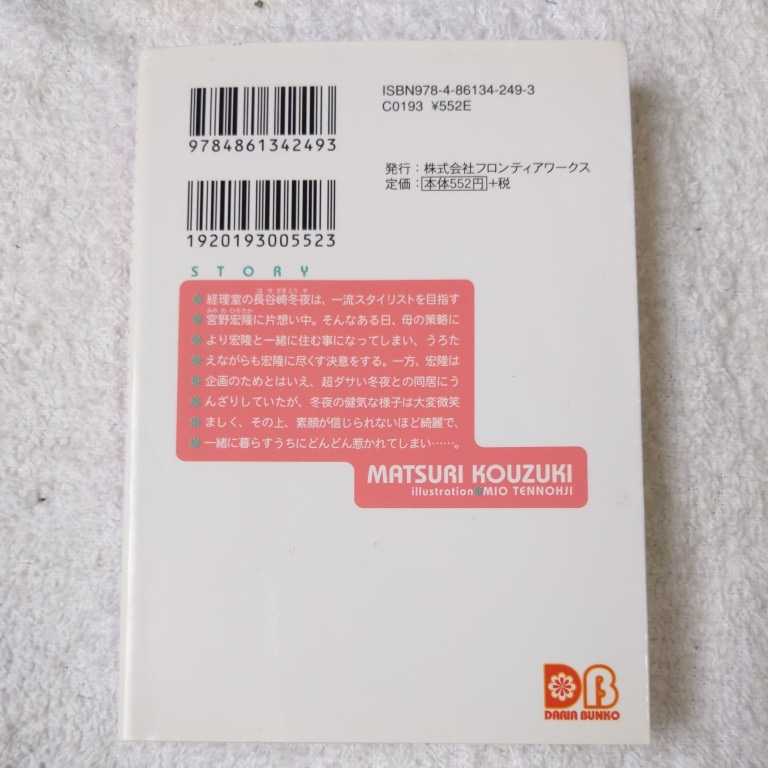 ISBN978-4-86134-249-3
C0193 ¥552E
9784861342493
発行：株式会社フロンティアワークス
定価：本体552円+税
1920193005523
STORY
経理室の長谷崎冬夜は、一流スタイリストを目指す
宮野宏隆に片想い中。そんなある日、母の策略に
より宏隆と一緒に住む事になってしまい、うろた
えながらも宏隆に尽くす決意をする。一方、宏隆は
企画のためとはいえ、超ダサい冬夜との同居にう
んざりしていたが、冬夜の健気な様子は大変微笑
ましく、その上、素顔が信じられないほど綺麗で、
一緒に暮らすうちにどんどん惹かれてしまい……。
MATSURI KOUZUKI
illustration MIO TENNOHJI
DB
DARIA BUNKO